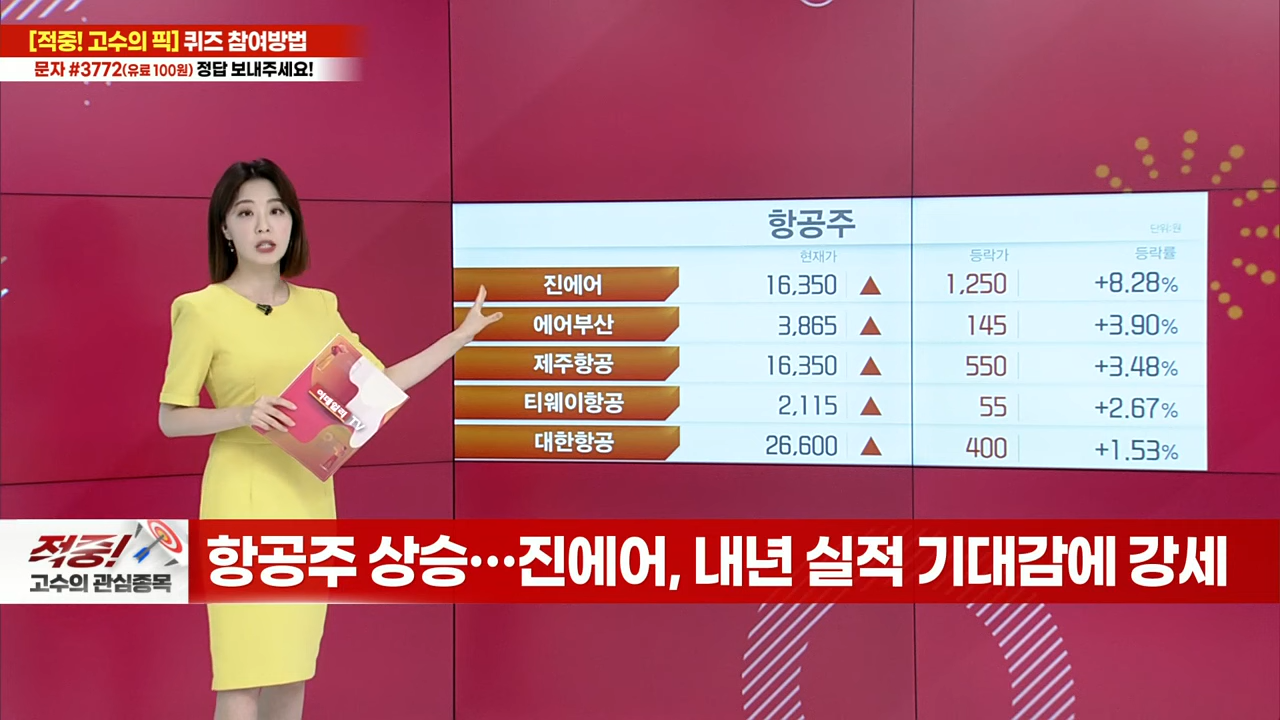 [적중! 고수의 픽] 퀴즈 참여방법
문자 #3772(유료 100원) 정답 보내주세요!
항공주
단위:원
현재가 등락가 등락률
진에어 16,350 ▲ 1,250 +8.28%
에어부산 3,865 ▲ 145 +3.90%
제주항공 16,350 ▲ 550 +3.48%
티웨이항공 2,115 ▲ 55 +2.67%
대한항공 26,600 ▲ 400 +1.53%
이데일리 TV
적중!
고수의 관심종목
항공주 상승…진에어, 내년 실적 기대감에 강세